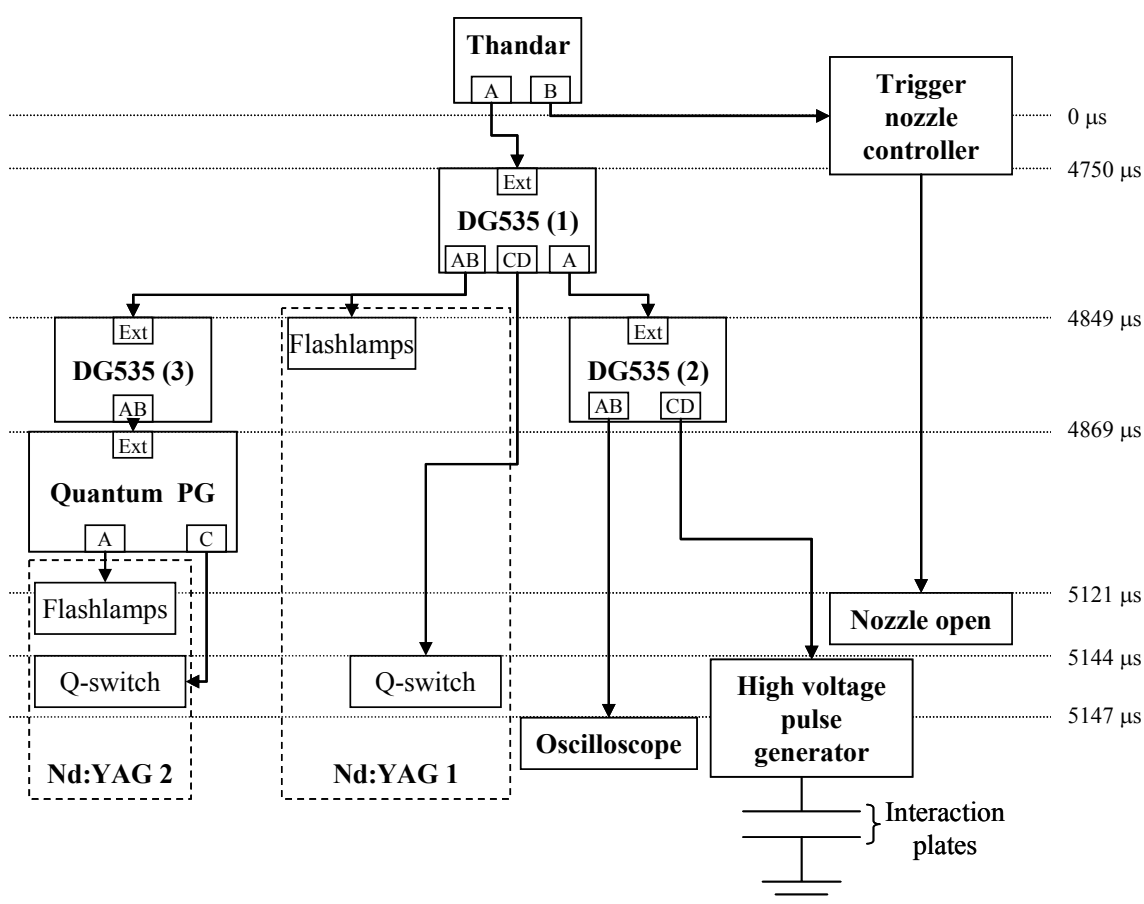 Thandar
A B
Trigger
nozzle
controller
0 μs
4750 μs
Ext
DG535 (1)
AB CD A
4849 μs
Ext
DG535 (3)
AB
Flashlamps
Ext
DG535 (2)
AB CD
4869 μs
Ext
Quantum PG
A C
Flashlamps
Q-switch
Nd:YAG 2
Q-switch
Nd:YAG 1
5121 μs
Nozzle open
5144 μs
High voltage
pulse
generator
5147 μs
Oscilloscope
Interaction
plates